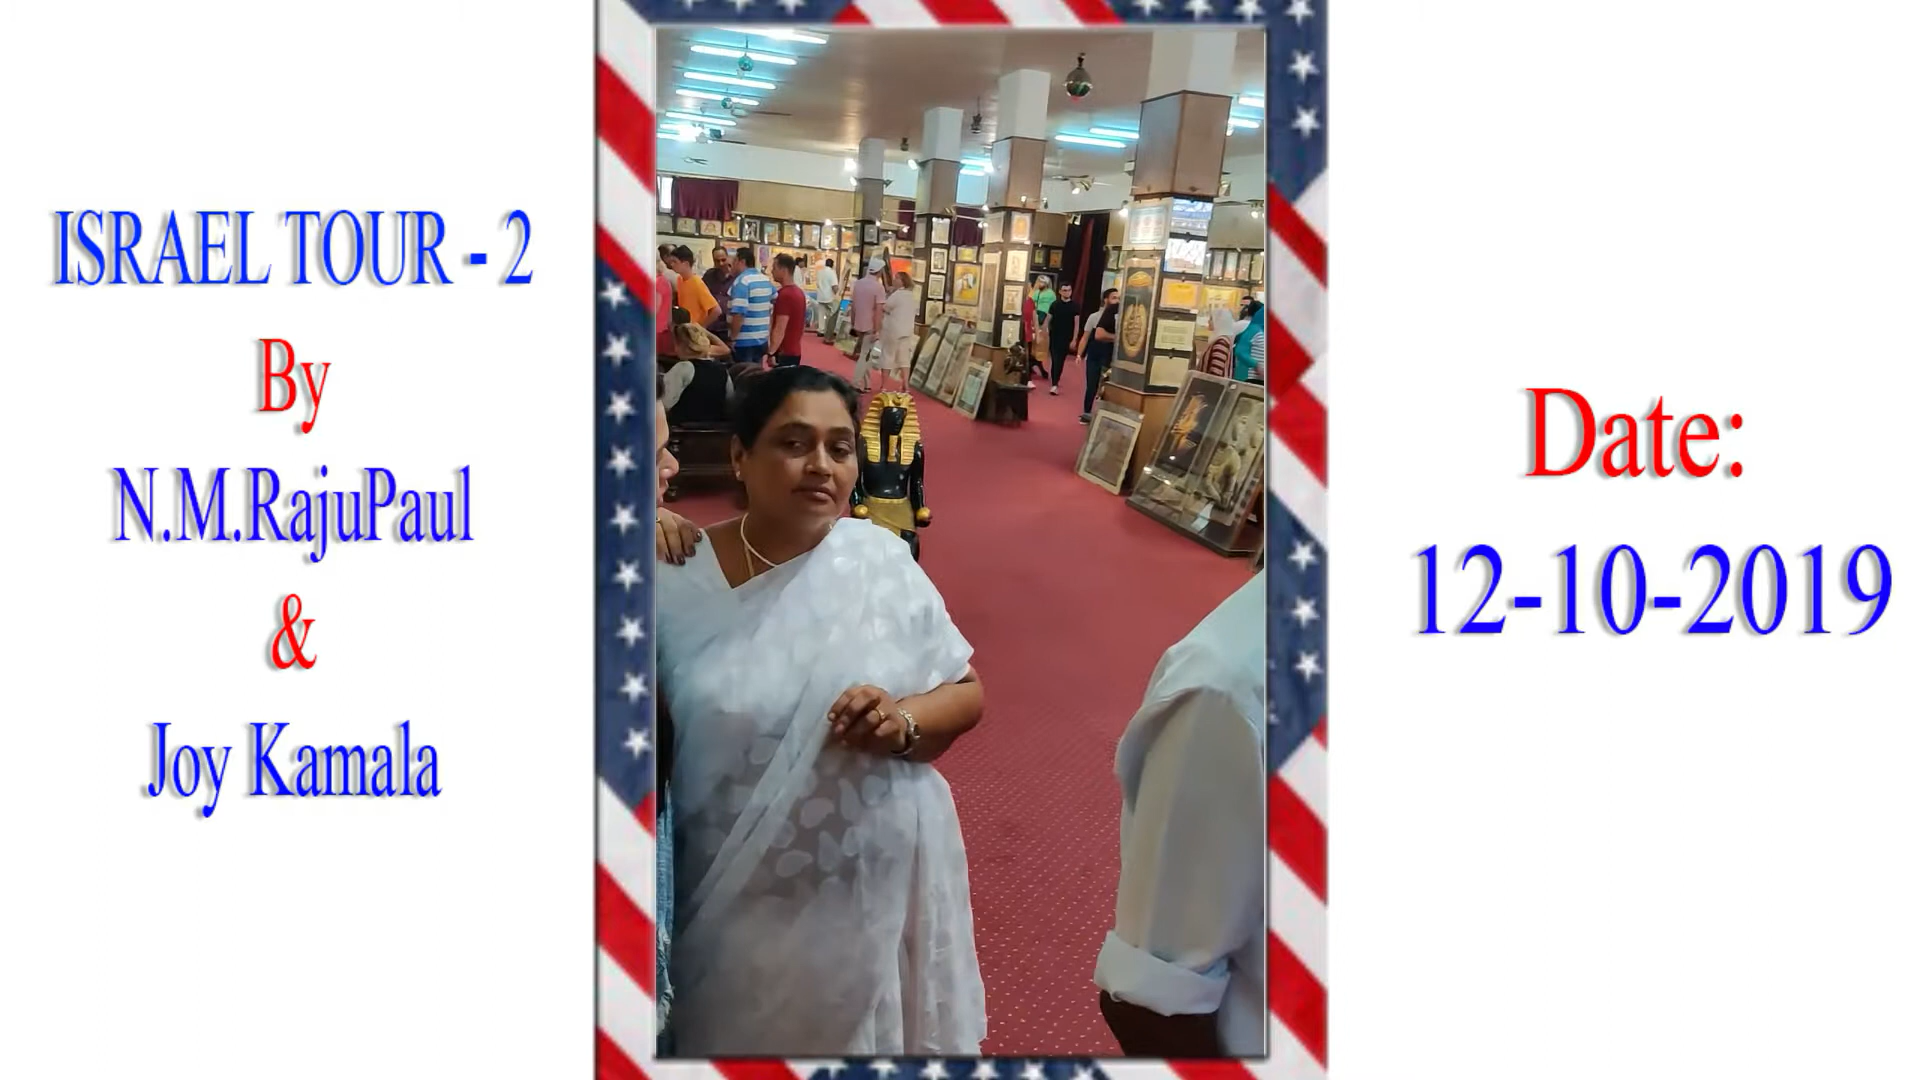 ISRAEL TOUR - 2
By
N.M.RajuPaul
&
Joy Kamala
Date:
12-10-2019